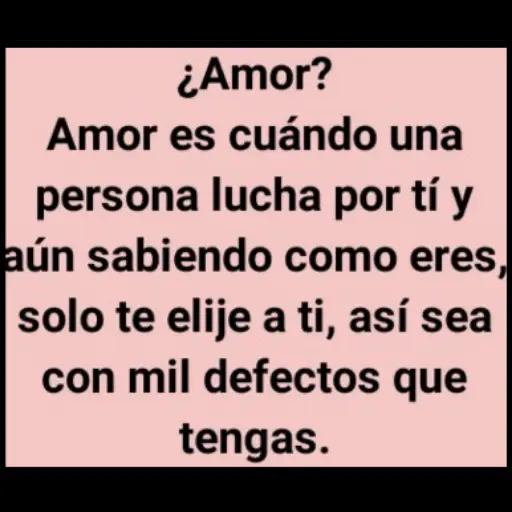 ¿Amor?
Amor es cuándo una
persona lucha por tí y
aún sabiendo como eres,
solo te elije a ti, así sea
con mil defectos que
tengas.